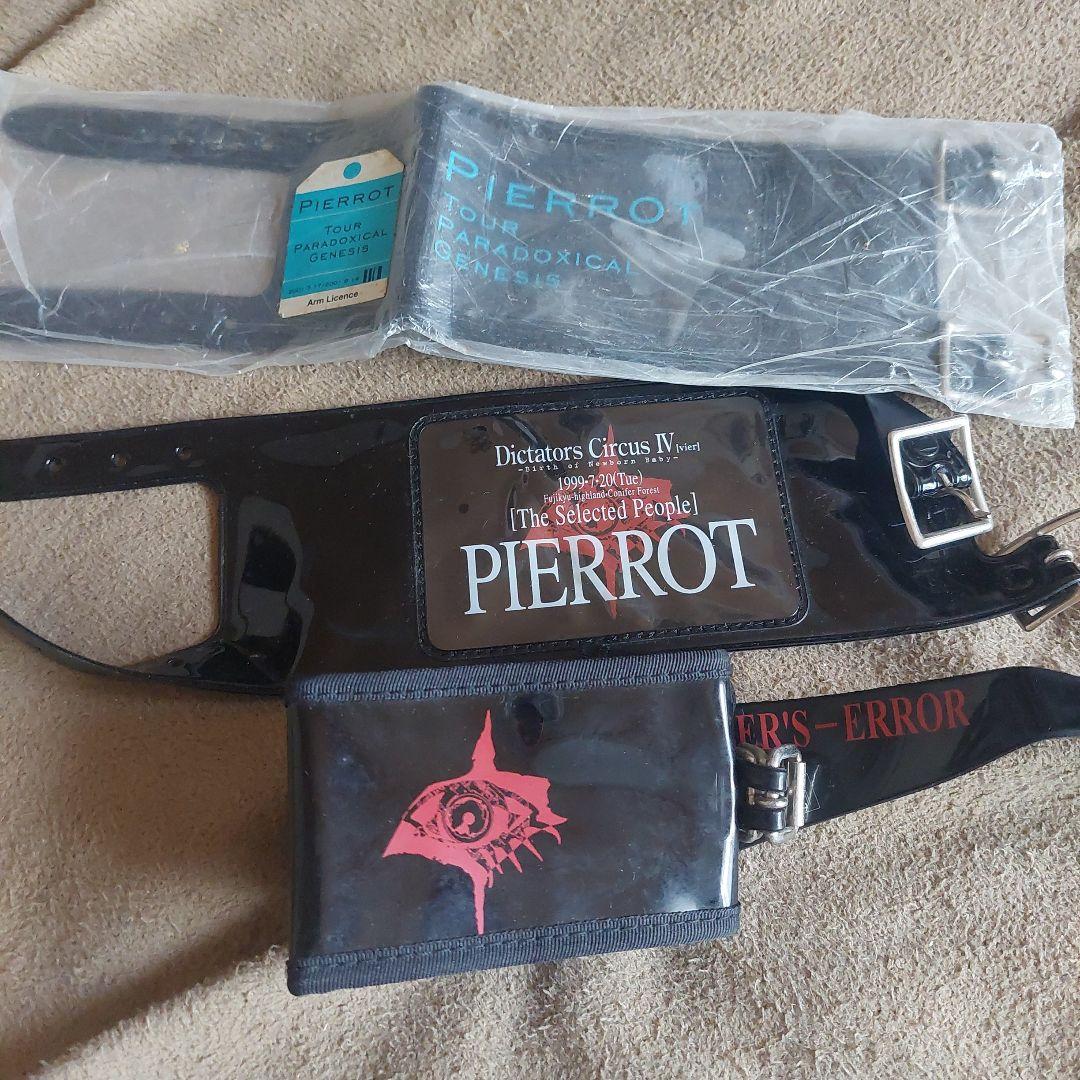 PIERROT
TOUR
PARADOXICAL
GENESIS
Arm Licence
PIERROT
TOUR
PARADOXICAL
GENESIS
Dictators Circus IV [vier]
-Birth of Newborn Baby-
1999・7・20(Tue)
Fujikyu-highland・Conifer Forest
[The Selected People]
PIERROT
ER'S-ERROR